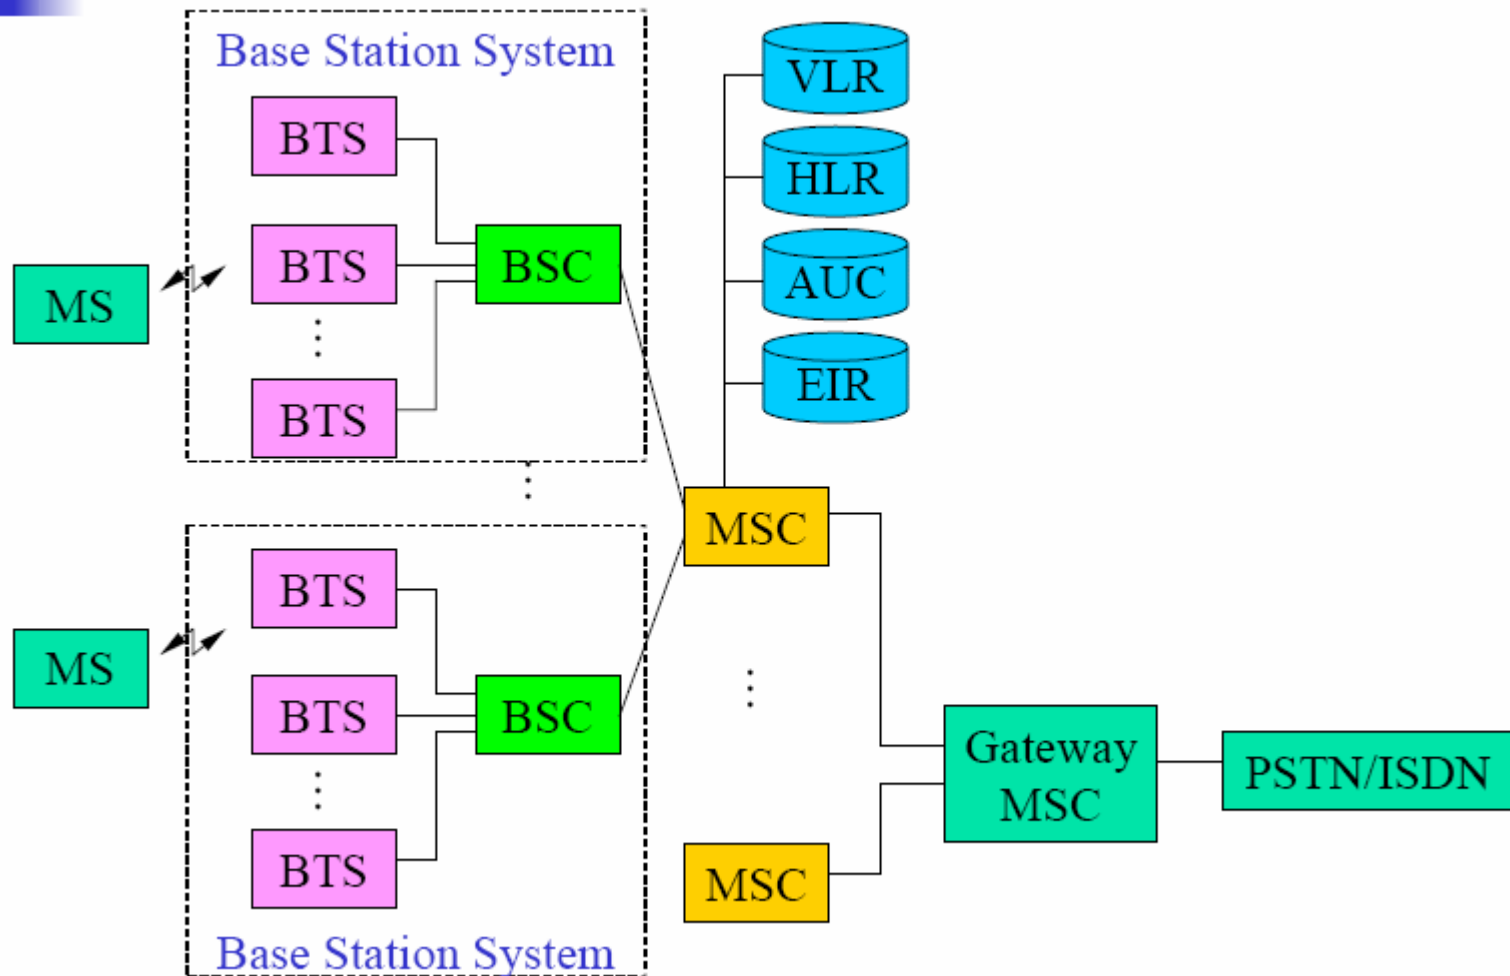 Base Station System
BTS
BTS
BTS
BSC
MS
VLR
HLR
AUC
EIR
MSC
BTS
BTS
BTS
BSC
MS
Base Station System
MSC
Gateway
MSC
PSTN/ISDN